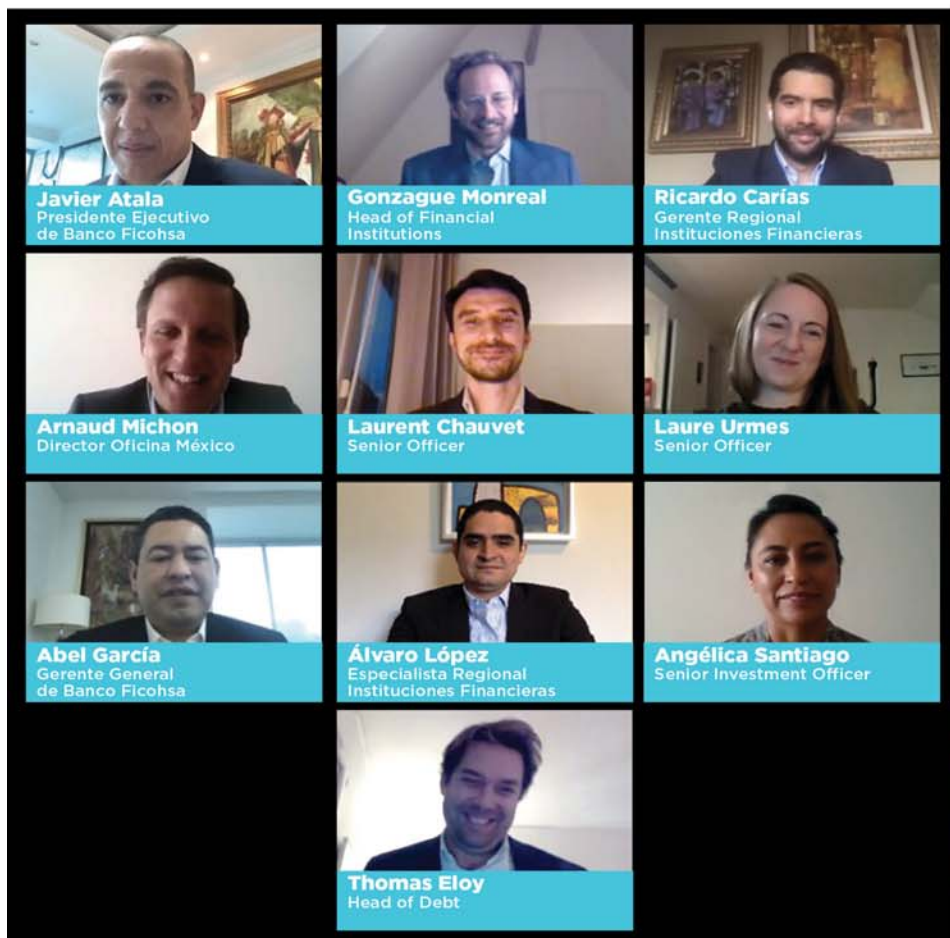 Javier Atala
Presidente Ejecutivo
de Banco Ficohsa
Gonzague Monreal
Head of Financial
Institutions
Ricardo Carías
Gerente Regional
Instituciones Financieras
Arnaud Michon
Director Oficina México
Laurent Chauvet
Senior Officer
Laure Urmes
Senior Officer
Abel García
Gerente General
de Banco Ficohsa
Álvaro López
Especialista Regional
Instituciones Financieras
Angélica Santiago
Senior Investment Officer
Thomas Eloy
Head of Debt